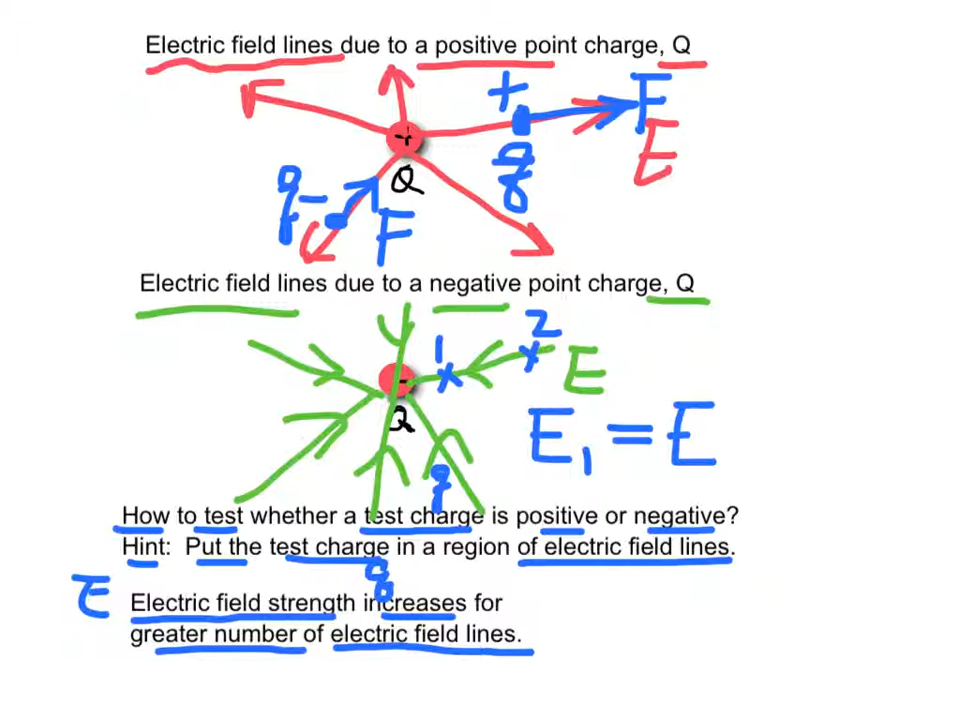 Electric field lines due to a positive point charge, Q
+ F
+ E
Q q
q- F
Electric field lines due to a negative point charge, Q
1 2
- E
Q
E1 = E
q
How to test whether a test charge is positive or negative?
Hint: Put the test charge in a region of electric field lines.
q
E Electric field strength increases for
greater number of electric field lines.